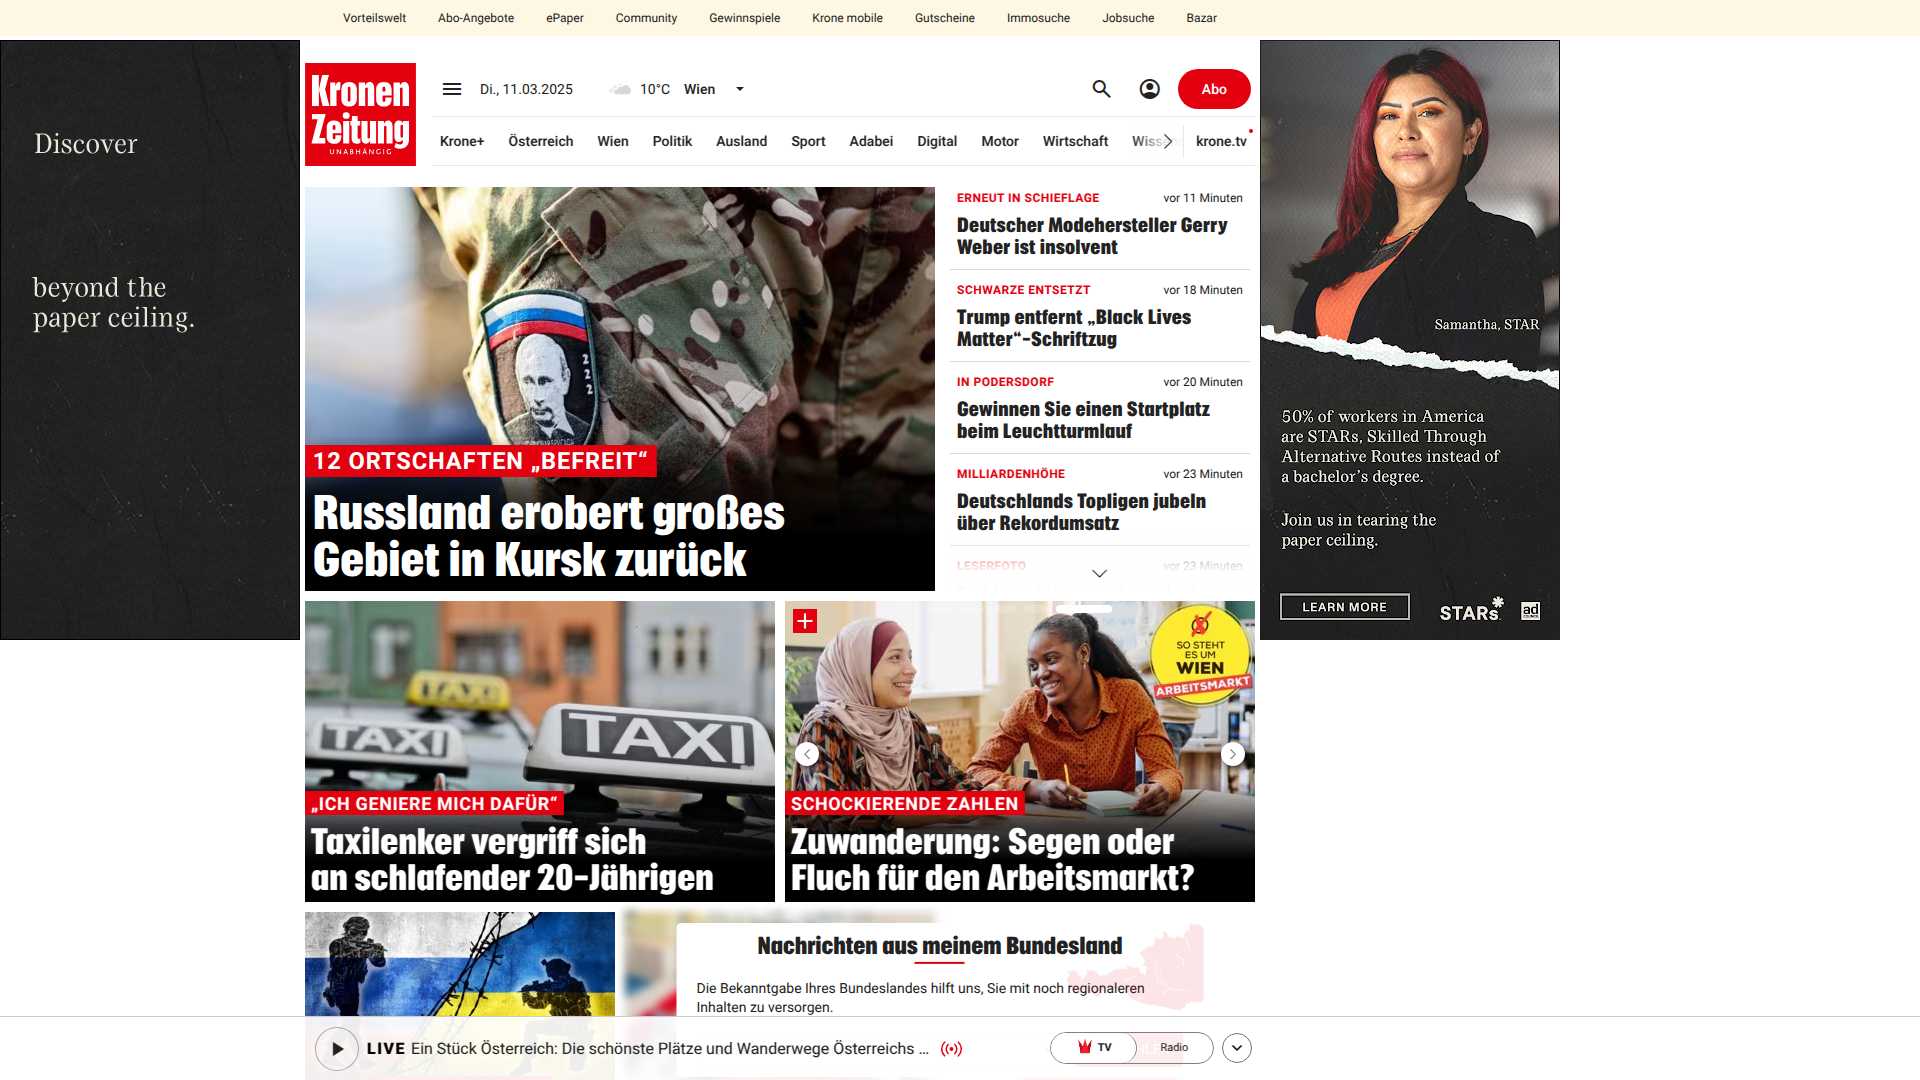 Vorteilswelt Abo-Angebote ePaper Community Gewinnspiele Krone mobile Gutscheine Immosuche Jobsuche Bazar
Discover
beyond the
paper ceiling.
Kronen
Zeitung
UNABHÄNGIG
Di., 11.03.2025 10°C Wien
Abo
Krone+ Österreich Wien Politik Ausland Sport Adabei Digital Motor Wirtschaft krone.tv
12 ORTSCHAFTEN „BEFREIT“
Russland erobert großes
Gebiet in Kursk zurück
ERNEUT IN SCHIEFLAGE vor 11 Minuten
Deutscher Modehersteller Gerry
Weber ist insolvent
SCHWARZE ENTSETZT vor 18 Minuten
Trump entfernt „Black Lives
Matter“-Schriftzug
IN PODERSDORF vor 20 Minuten
Gewinnen Sie einen Startplatz
beim Leuchtturmlauf
MILLIARDENHÖHE vor 23 Minuten
Deutschlands Topligen jubeln
über Rekordumsatz
LESERFOTO vor 23 Minuten
Samantha, STAR
50% of workers in America
are STARs, Skilled Through
Alternative Routes instead of
a bachelor's degree.
Join us in tearing the
paper ceiling.
LEARN MORE
STARs*
ad
TAXI
TAXI
TAXI
„ICH GENIERE MICH DAFÜR“
Taxilenker vergriff sich
an schlafender 20-Jährigen
SO STEHT
ES UM
WIEN
ARBEITSMARKT
SCHOCKIERENDE ZAHLEN
Zuwanderung: Segen oder
Fluch für den Arbeitsmarkt?
Nachrichten aus meinem Bundesland
Die Bekanntgabe Ihres Bundeslandes hilft uns, Sie mit noch regionaleren
Inhalten zu versorgen.
LIVE Ein Stück Österreich: Die schönste Plätze und Wanderwege Österreichs ...
TV Radio